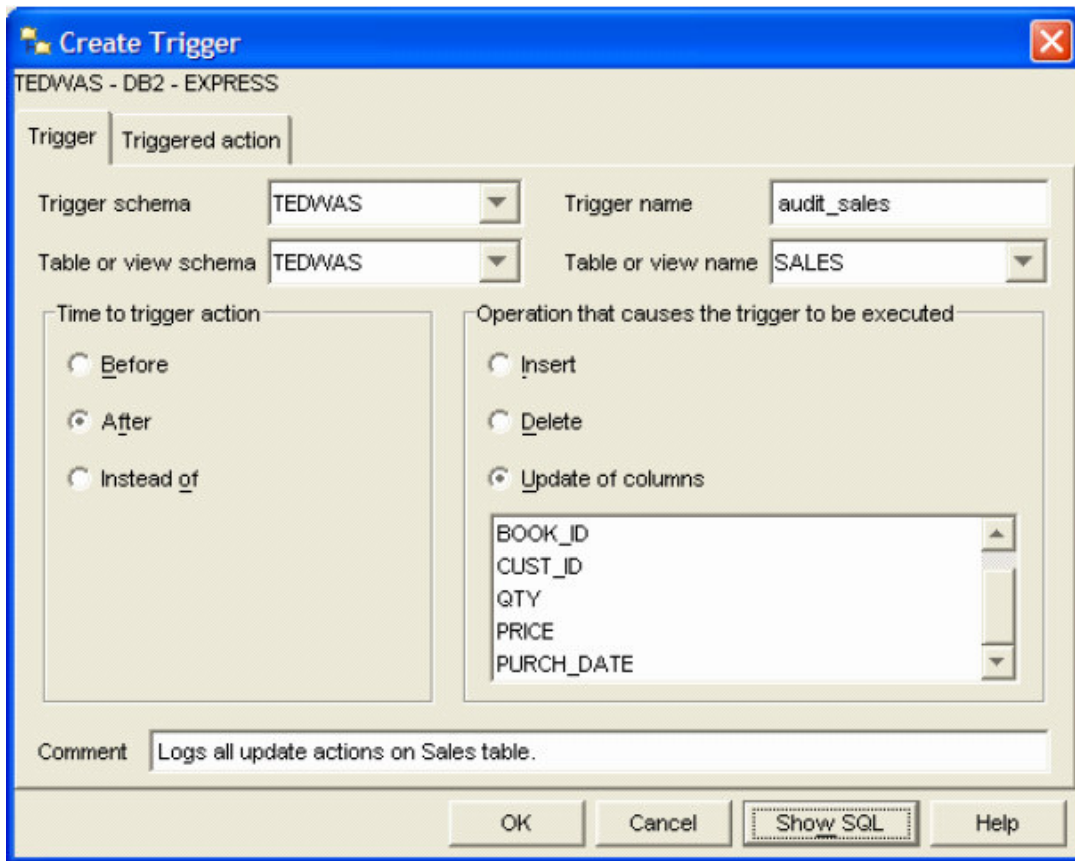 Create Trigger
TEDWAS - DB2 - EXPRESS
Trigger Triggered action
Trigger schema TEDWAS Trigger name audit_sales
Table or view schema TEDWAS Table or view name SALES
Time to trigger action Operation that causes the trigger to be executed
Before Insert
After Delete
Instead of Update of columns
BOOK_ID
CUST_ID
QTY
PRICE
PURCH_DATE
Comment Logs all update actions on Sales table.
OK Cancel Show SQL Help